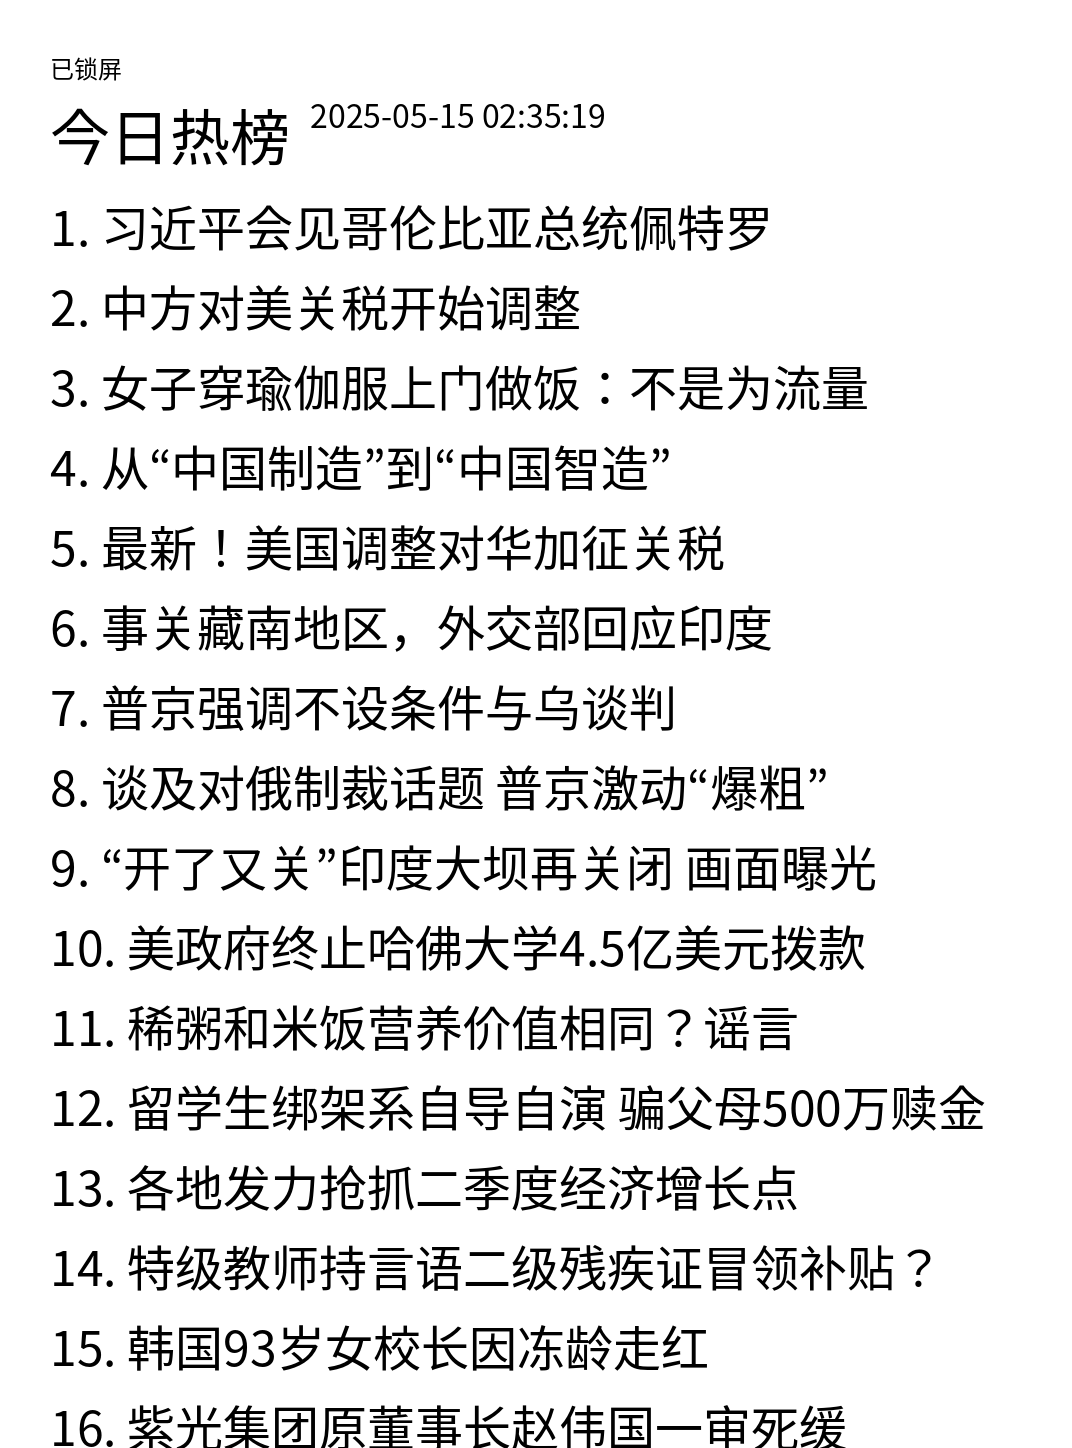 已锁屏
今日热榜 2025-05-15 02:35:19
1. 习近平会见哥伦比亚总统佩特罗
2. 中方对美关税开始调整
3. 女子穿瑜伽服上门做饭：不是为流量
4. 从“中国制造”到“中国智造”
5. 最新！美国调整对华加征关税
6. 事关藏南地区，外交部回应印度
7. 普京强调不设条件与乌谈判
8. 谈及对俄制裁话题 普京激动“爆粗”
9. “开了又关”印度大坝再关闭 画面曝光
10. 美政府终止哈佛大学4.5亿美元拨款
11. 稀粥和米饭营养价值相同？谣言
12. 留学生绑架系自导自演 骗父母500万赎金
13. 各地发力抢抓二季度经济增长点
14. 特级教师持言语二级残疾证冒领补贴？
15. 韩国93岁女校长因冻龄走红
16. 紫光集团原董事长赵伟国一审死缓